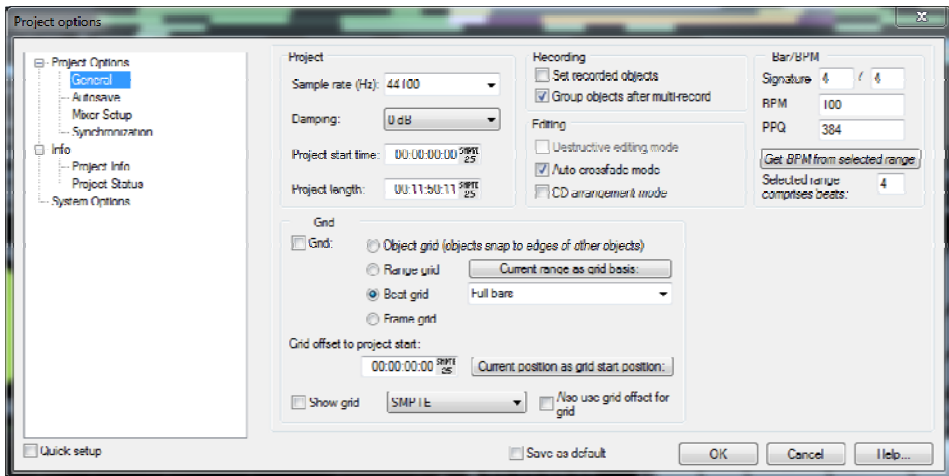 Project options
Project Options
General
Autosave
Mixer Setup
Synchronization
Info
Project Info
Project Status
System Options
Quick setup
Project
Sample rate (Hz): 44100
Damping: 0 dB
Project start time: 00:00:00:00 SMPTE 25
Project length: 00:11:50:11 SMPTE 25
Recording
Set recorded objects
Group objects after multi-record
Editing
Destructive editing mode
Auto crossfade mode
CD arrangement mode
Bar/BPM
Signature 4 / 4
BPM 100
PPQ 384
Get BPM from selected range
Selected range
comprises beats: 4
Grid
Grid: Object grid (objects snap to edges of other objects)
Range grid Current range as grid basis:
Beat grid Full bars
Frame grid
Grid offset to project start:
00:00:00:00 SMPTE 25 Current position as grid start position:
Show grid SMPTE Also use grid offset for
grid
Save as default OK Cancel Help...